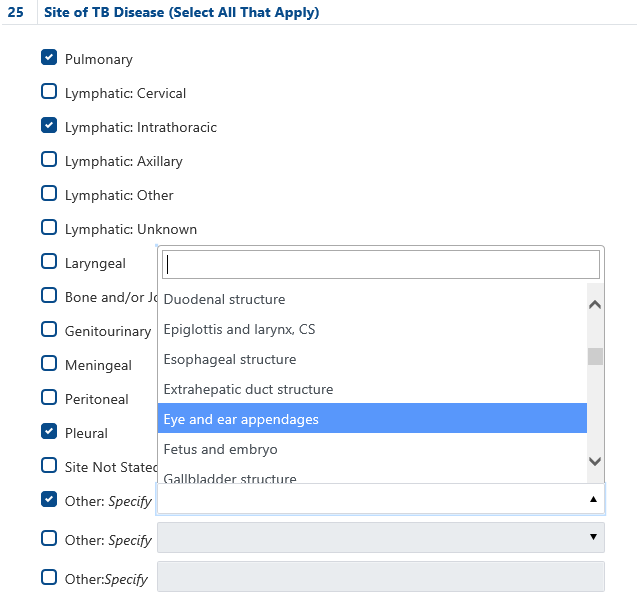 25 Site of TB Disease (Select All That Apply)
Pulmonary
Lymphatic: Cervical
Lymphatic: Intrathoracic
Lymphatic: Axillary
Lymphatic: Other
Lymphatic: Unknown
Laryngeal
Bone and/or Jo
Duodenal structure
Epiglottis and larynx, CS
Genitourinary
Esophageal structure
Meningeal
Extrahepatic duct structure
Peritoneal
Eye and ear appendages
Pleural
Fetus and embryo
Site Not Stated
Gallbladder structure
Other: Specify
Other: Specify
Other:Specify